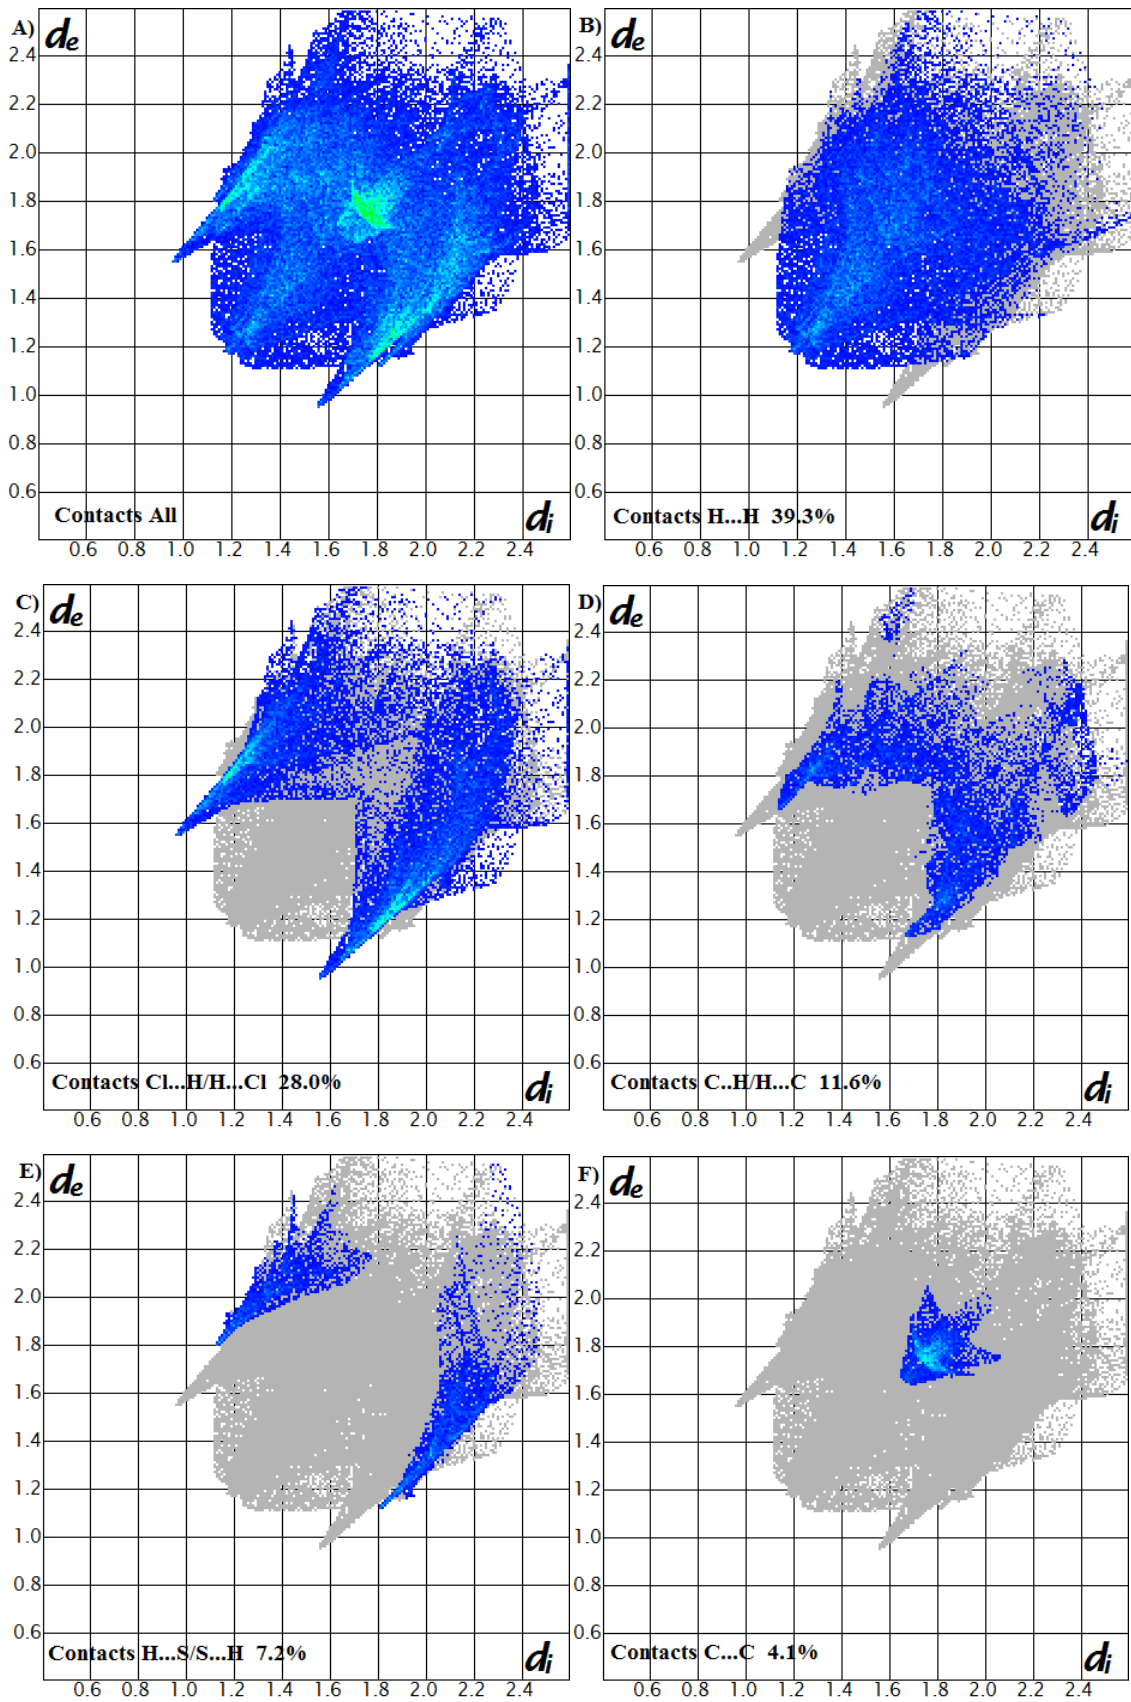 A) de
B) de
2.4 2.4
2.2 2.2
2.0 2.0
1.8 1.8
1.6 1.6
1.4 1.4
1.2 1.2
1.0 1.0
0.8 0.8
0.6 0.6
Contacts All di
Contacts H...H 39.3% di
0.6 0.8 1.0 1.2 1.4 1.6 1.8 2.0 2.2 2.4
0.6 0.8 1.0 1.2 1.4 1.6 1.8 2.0 2.2 2.4
C) de
D) de
2.4 2.4
2.2 2.2
2.0 2.0
1.8 1.8
1.6 1.6
1.4 1.4
1.2 1.2
1.0 1.0
0.8 0.8
0.6 0.6
Contacts Cl...H/H...Cl 28.0% di
Contacts C..H/H...C 11.6% di
0.6 0.8 1.0 1.2 1.4 1.6 1.8 2.0 2.2 2.4
0.6 0.8 1.0 1.2 1.4 1.6 1.8 2.0 2.2 2.4
E) de
F) de
2.4 2.4
2.2 2.2
2.0 2.0
1.8 1.8
1.6 1.6
1.4 1.4
1.2 1.2
1.0 1.0
0.8 0.8
0.6 0.6
Contacts H...S/S...H 7.2% di
Contacts C...C 4.1% di
0.6 0.8 1.0 1.2 1.4 1.6 1.8 2.0 2.2 2.4
0.6 0.8 1.0 1.2 1.4 1.6 1.8 2.0 2.2 2.4